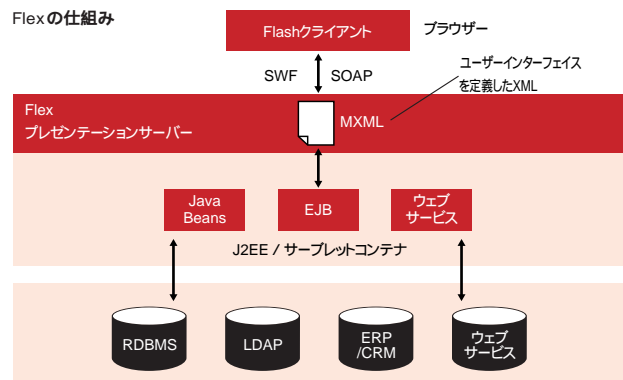 Flexの仕組み
Flashクライアント
ブラウザー
SWF
SOAP
ユーザーインターフェイス
を定義したXML
Flex
プレゼンテーションサーバー
MXML
Java
Beans
EJB
ウェブ
サービス
J2EE / サーブレットコンテナ
RDBMS
LDAP
ERP
/CRM
ウェブ
サービス